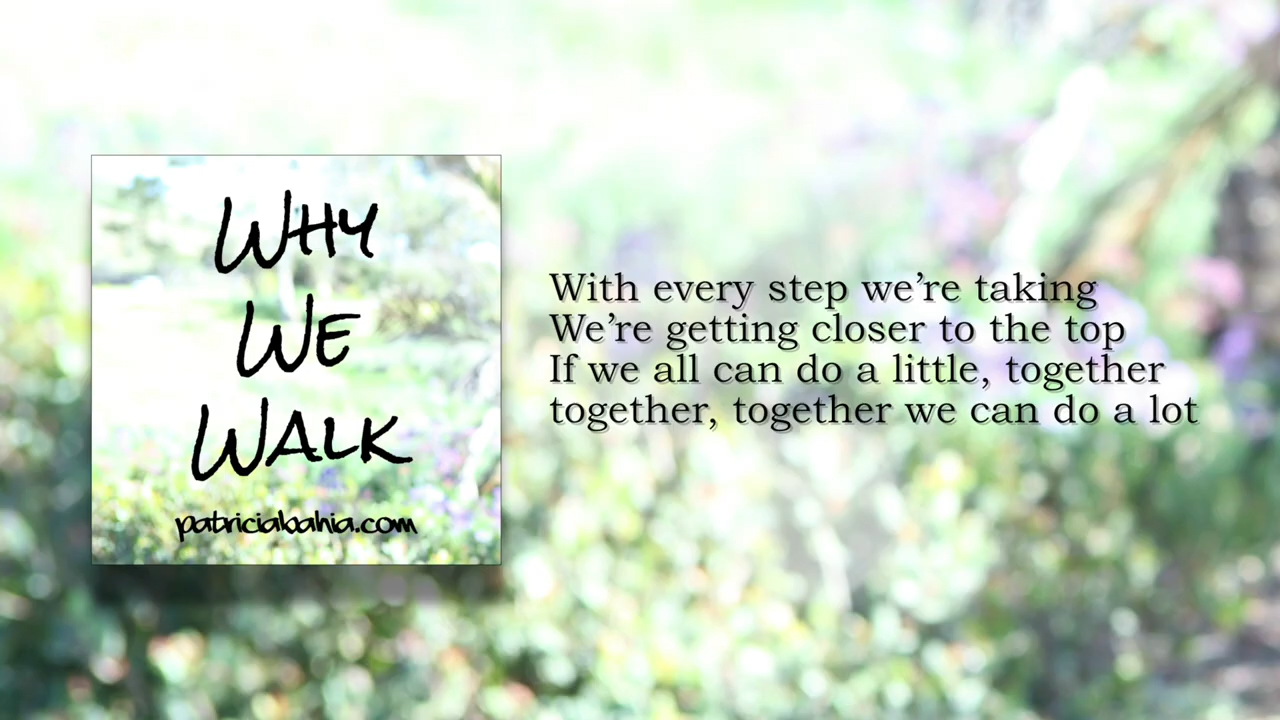 Why
We
Walk
patriciabahia.com
With every step we’re taking
We’re getting closer to the top
If we all can do a little, together
together, together we can do a lot